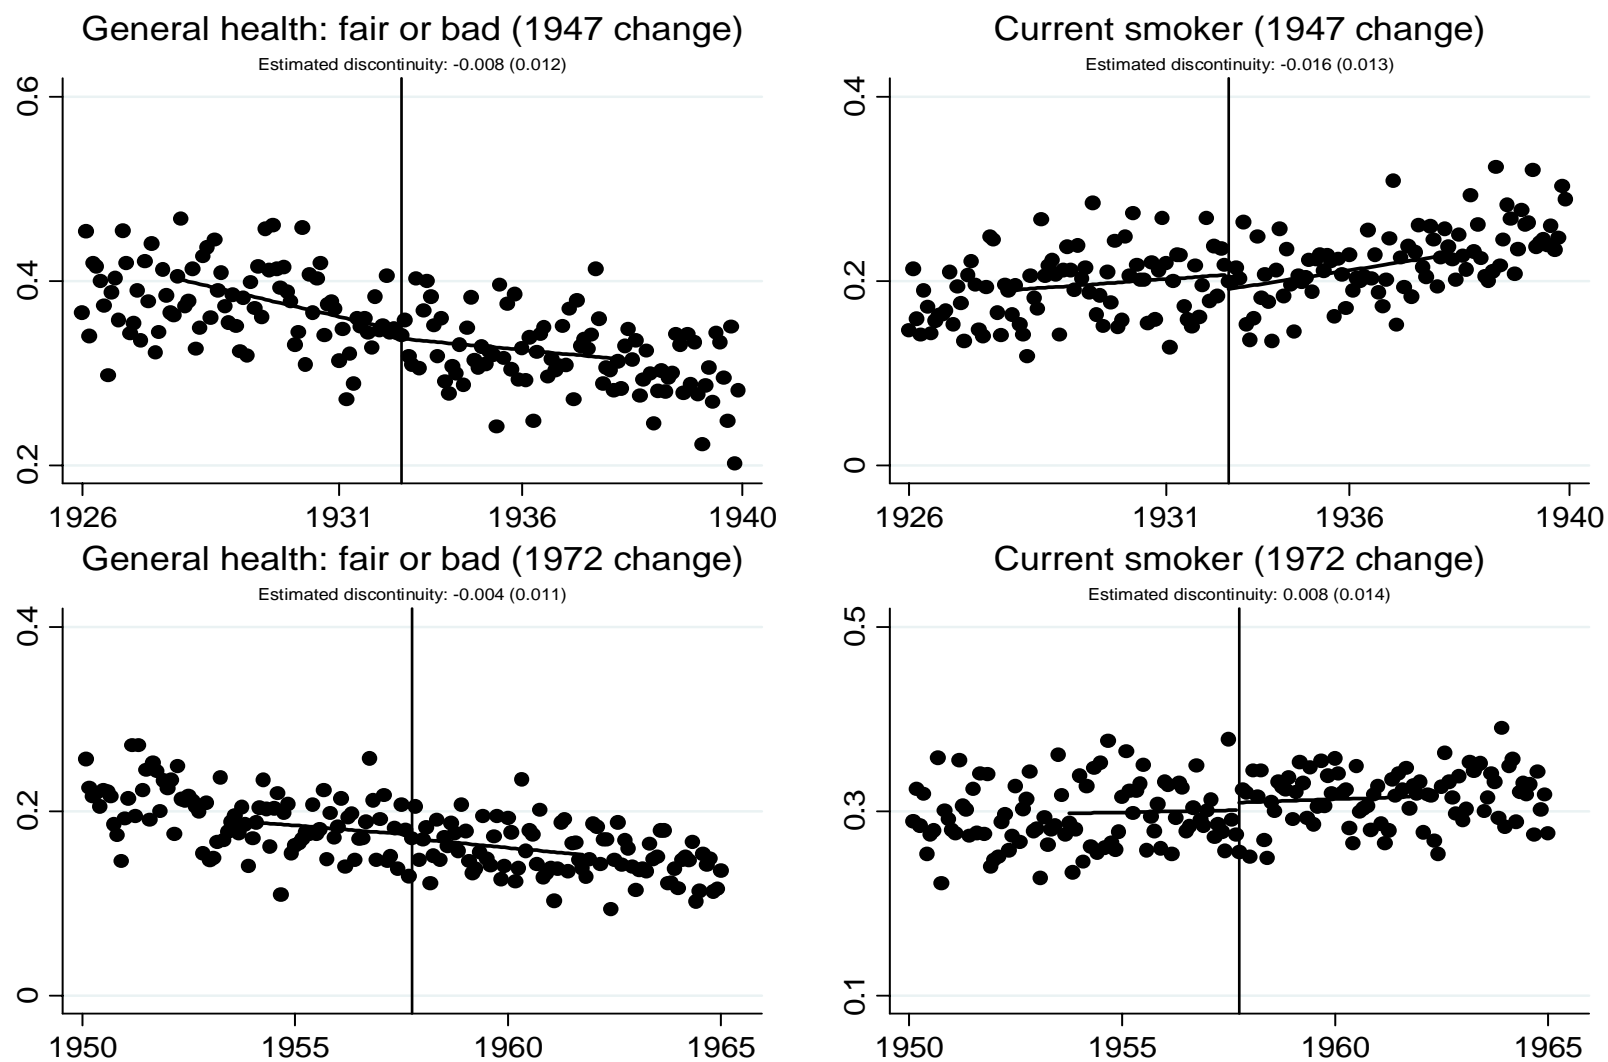 General health: fair or bad (1947 change)
Estimated discontinuity: -0.008 (0.012)
0.6
0.4
0.2
1926 1931 1936 1940
Current smoker (1947 change)
Estimated discontinuity: -0.016 (0.013)
0.4
0.2
0
1926 1931 1936 1940
General health: fair or bad (1972 change)
Estimated discontinuity: -0.004 (0.011)
0.4
0.2
0
1950 1955 1960 1965
Current smoker (1972 change)
Estimated discontinuity: 0.008 (0.014)
0.5
0.3
0.1
1950 1955 1960 1965